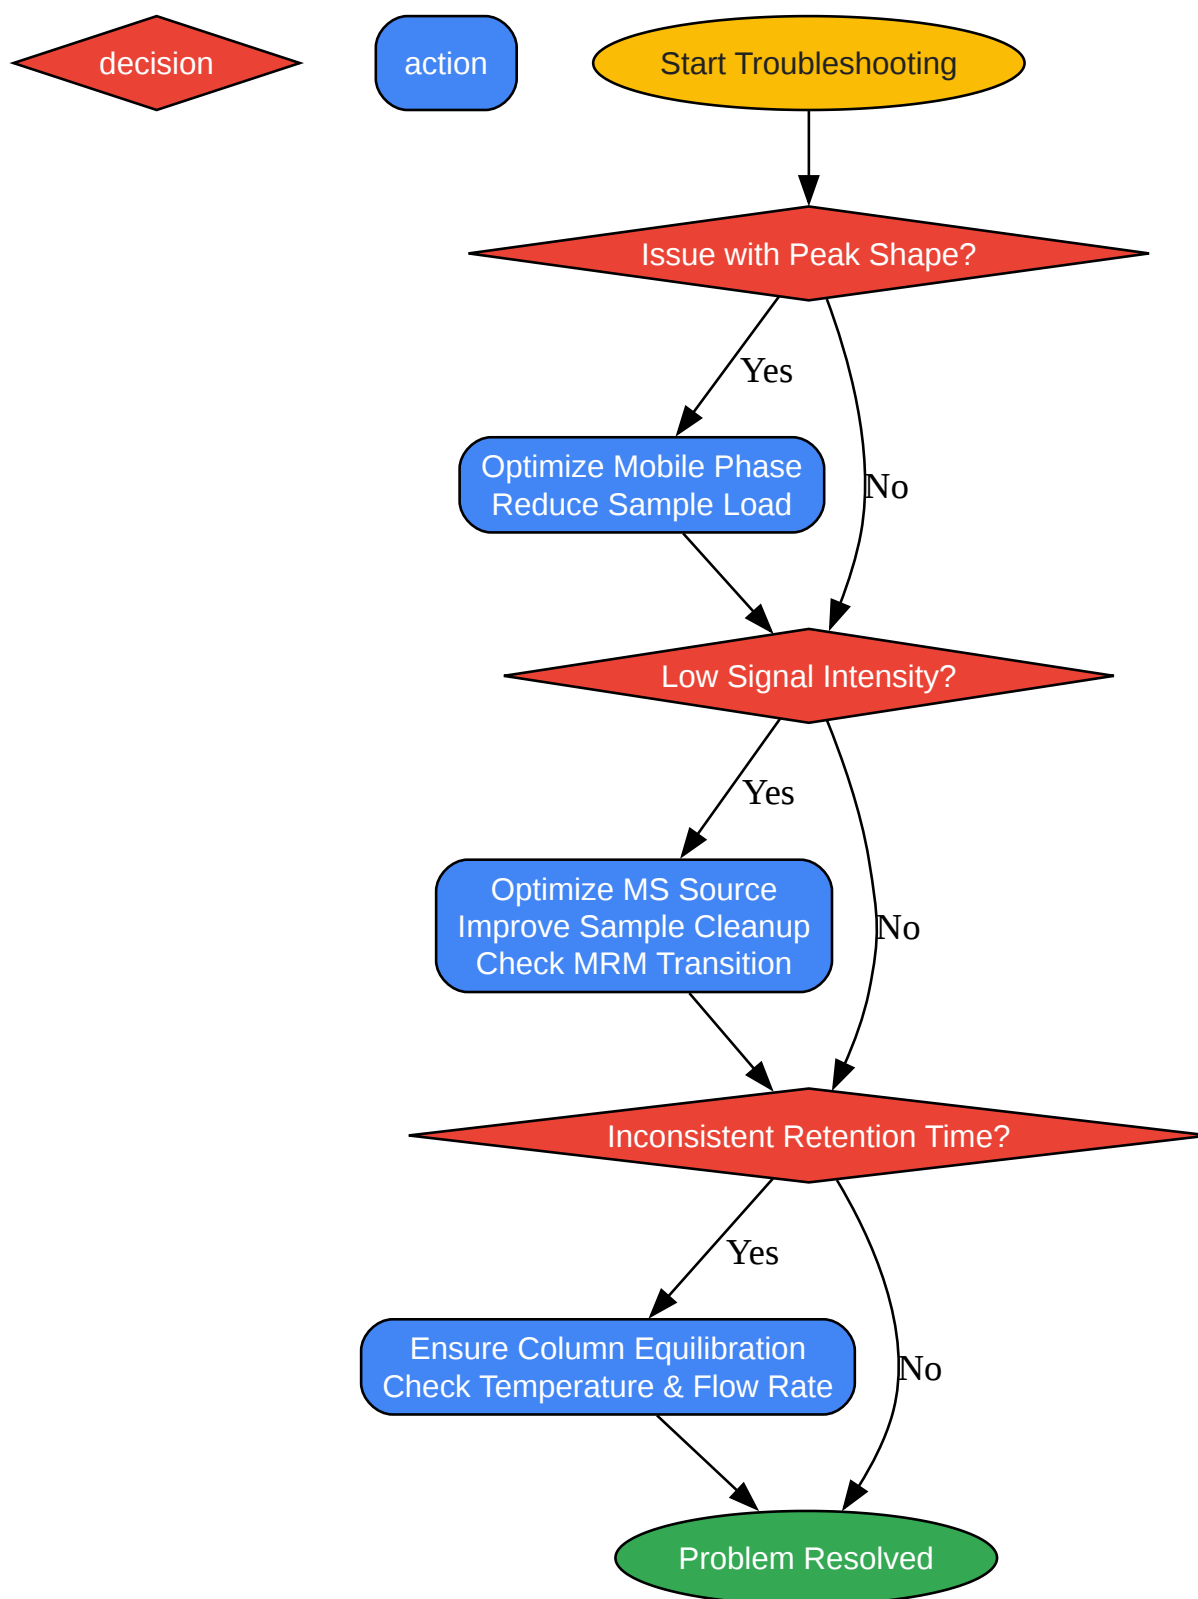 decision
action
Start Troubleshooting
Issue with Peak Shape?
Yes
Optimize Mobile Phase
Reduce Sample Load
No
Low Signal Intensity?
Yes
Optimize MS Source
Improve Sample Cleanup
Check MRM Transition
No
Inconsistent Retention Time?
Yes
Ensure Column Equilibration
Check Temperature & Flow Rate
No
Problem Resolved